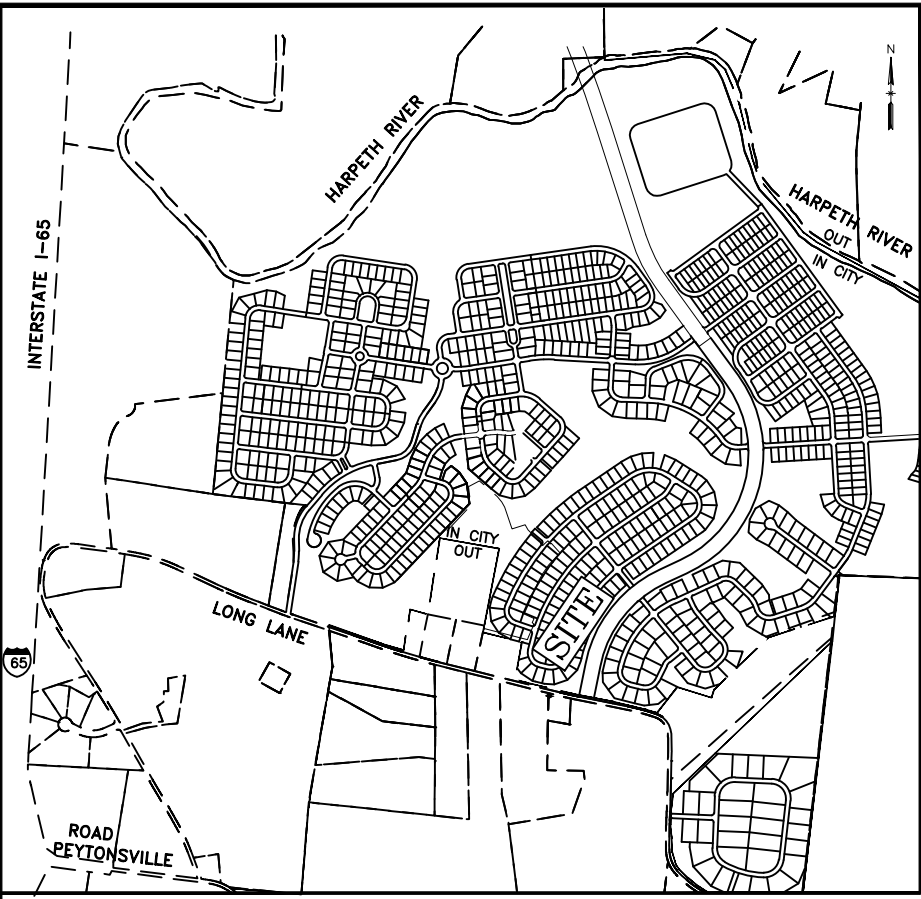 N
HARPETH RIVER
HARPETH RIVER
OUT
IN CITY
INTERSTATE I-65
IN CITY
OUT
LONG LANE
SITE
65
ROAD
PEYTONSVILLE